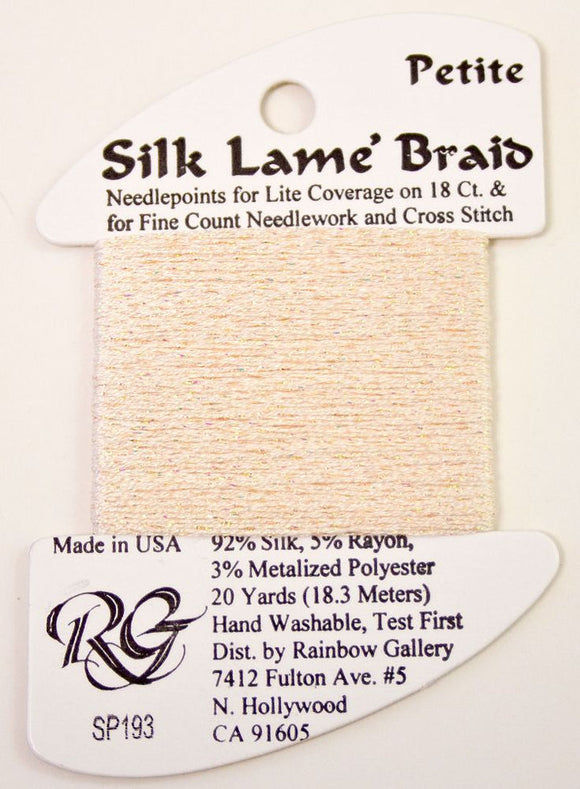 Petite
Silk Lame' Braid
Needlepoints for Lite Coverage on 18 Ct. &
for Fine Count Needlework and Cross Stitch
Made in USA
92% Silk, 5% Rayon,
3% Metalized Polyester
20 Yards (18.3 Meters)
Hand Washable, Test First
Dist. by Rainbow Gallery
7412 Fulton Ave. #5
N. Hollywood
CA 91605
RG
SP193